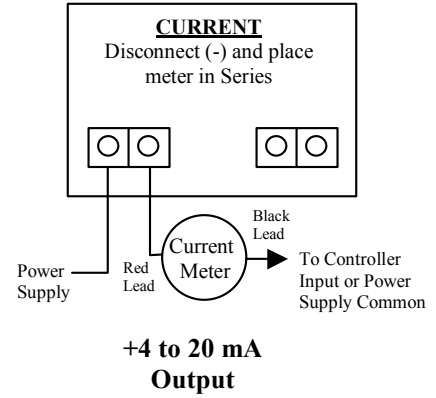 CURRENT
Disconnect (-) and place
meter in Series
Black
Lead
Current
Meter
Red
Lead
Power
Supply
To Controller
Input or Power
Supply Common
+4 to 20 mA
Output